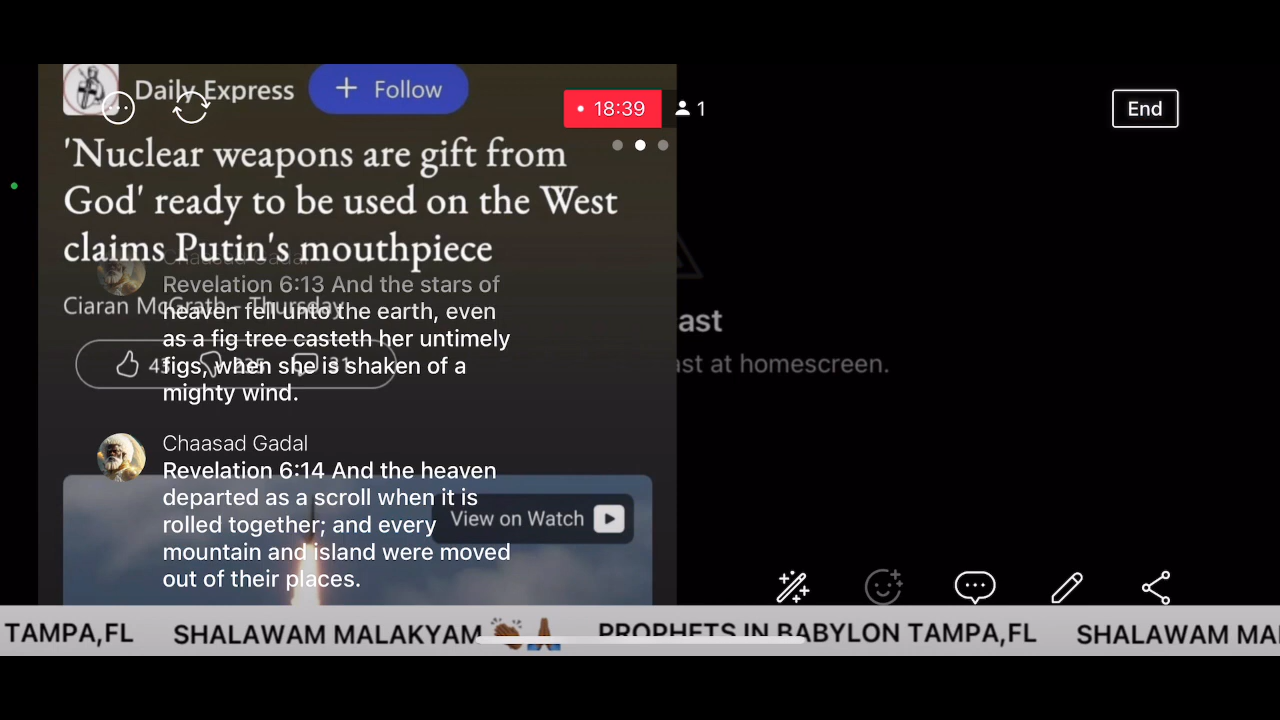 Daily Express
+ Follow
18:39
1
End
'Nuclear weapons are gift from
God' ready to be used on the West
claims Putin's mouthpiece
Chaasad Gadal
Revelation 6:13 And the stars of
heaven fell unto the earth, even
as a fig tree casteth her untimely
figs, when she is shaken of a
mighty wind.
Ciaran McGrath - Thursday
235
31
ast
ast at homescreen.
Chaasad Gadal
Revelation 6:14 And the heaven
departed as a scroll when it is
rolled together; and every
mountain and island were moved
out of their places.
View on Watch
TAMPA,FL SHALAWAM MALAKYAM 👏🏾🙏🏾 PROPHETS IN BABYLON TAMPA,FL SHALAWAM MA